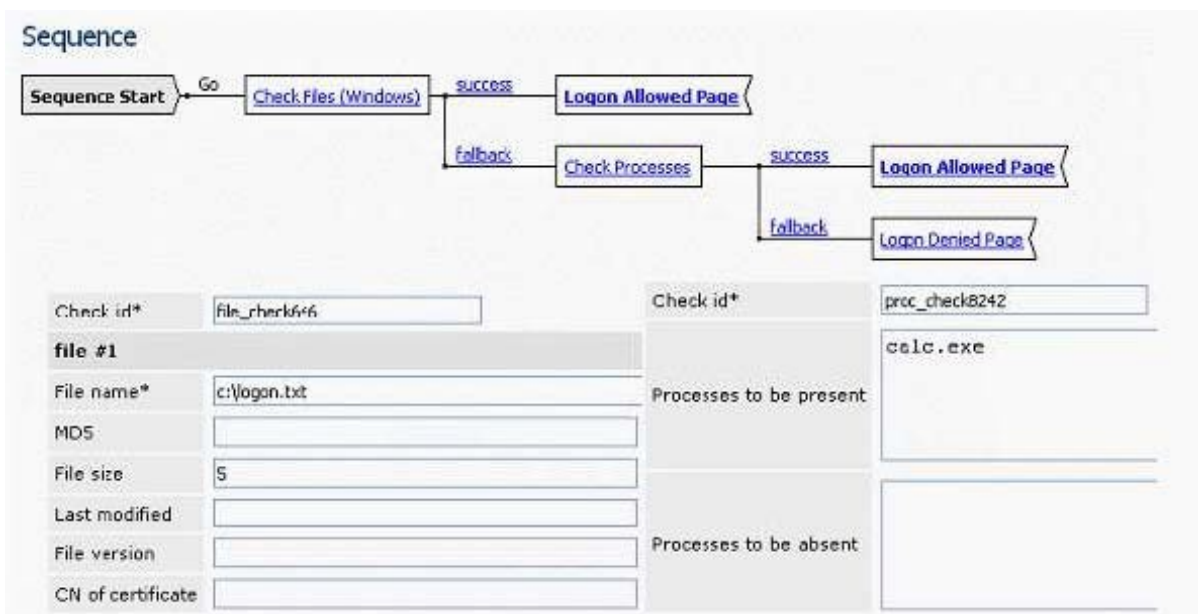 Sequence
Sequence Start
Go
Check Files (Windows)
success
Logon Allowed Page
fallback
Check Processes
success
Logon Allowed Page
fallback
Logon Denied Page
Check id*
file #1
File name* c:\logon.txt
MD5
File size 5
Last modified
File version
CN of certificate
Check id* proc_check8242
Processes to be present calc.exe
Processes to be absent